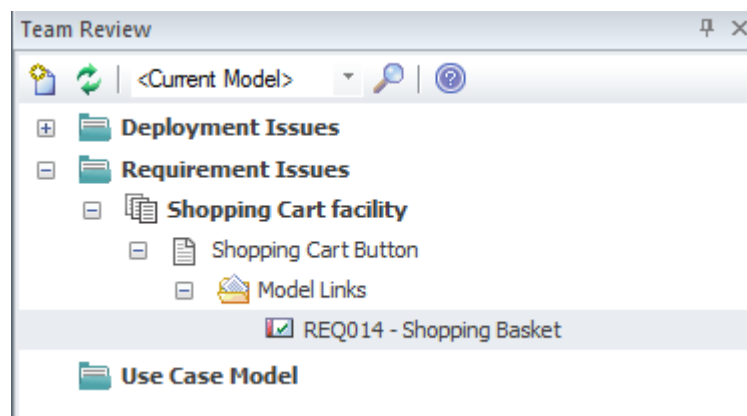 Team Review
<Current Model>
Deployment Issues
Requirement Issues
Shopping Cart facility
Shopping Cart Button
Model Links
REQ014 - Shopping Basket
Use Case Model